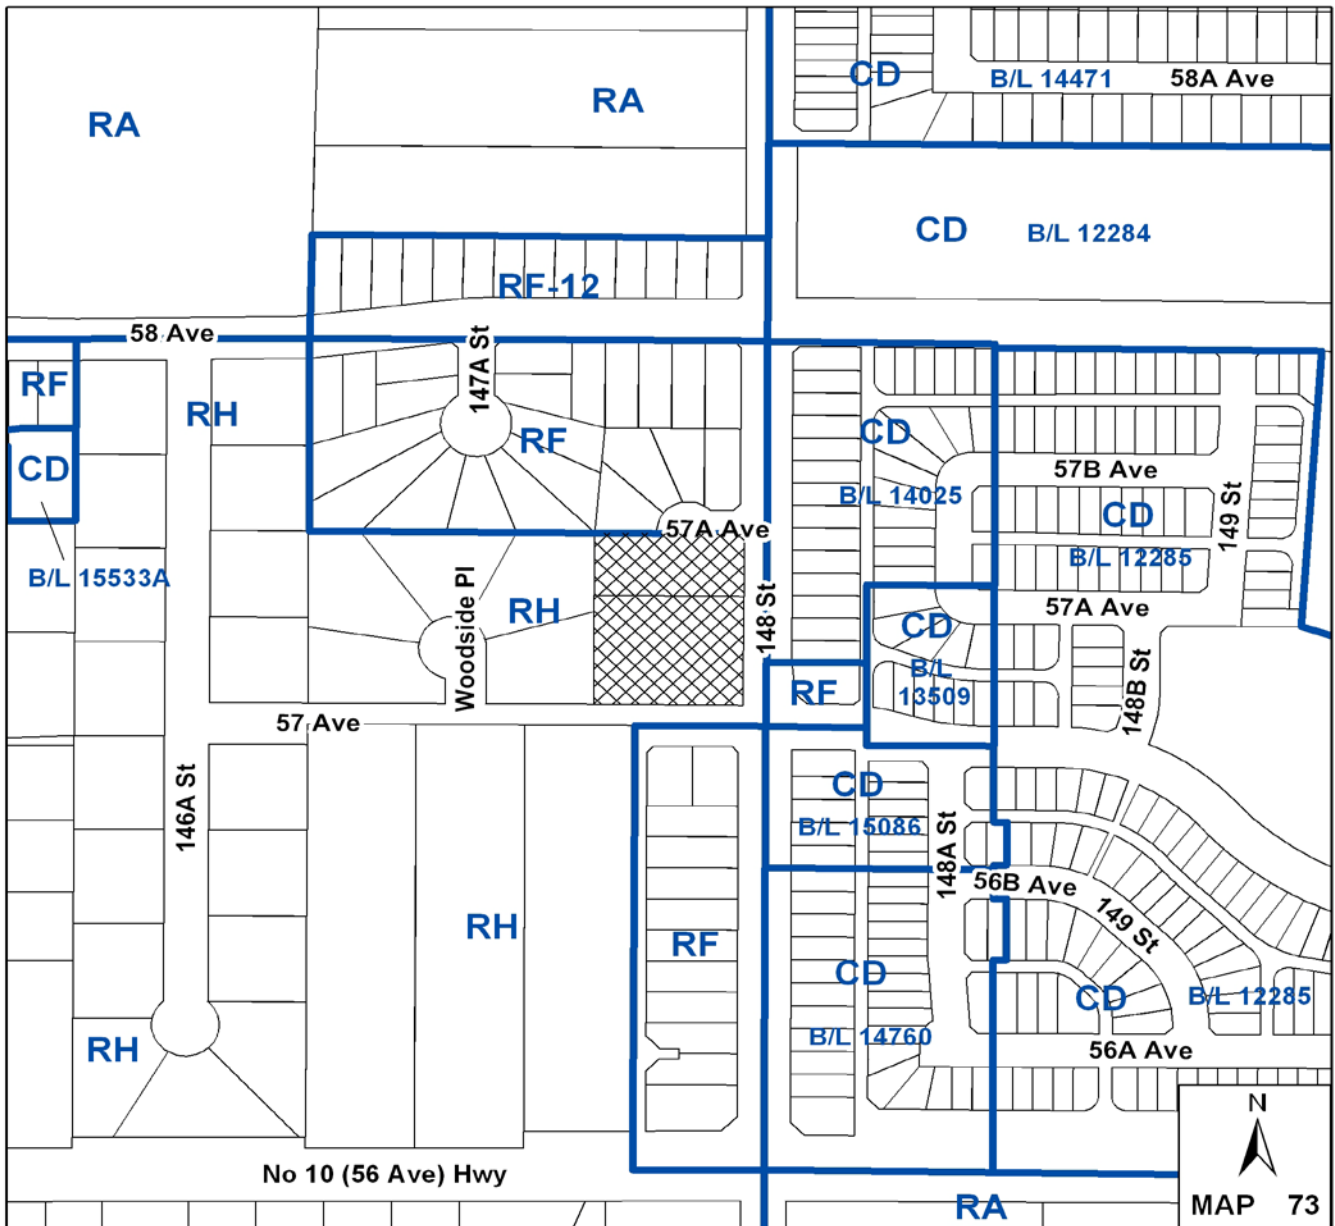 CD
B/L 14471
58A Ave
RA
RA
CD
B/L 12284
RF-12
58 Ave
147A St
RF
RH
RF
CD
CD
57B Ave
B/L 14025
149 St
CD
57A Ave
B/L 12285
B/L 15533A
Woodside Pl
RH
148 St
57A Ave
CD
B/L
13509
148B St
RF
57 Ave
146A St
CD
B/L 15086
148A St
56B Ave
149 St
RH
RF
CD
CD
B/L 12285
B/L 14760
RH
56A Ave
No 10 (56 Ave) Hwy
RA
N
MAP 73